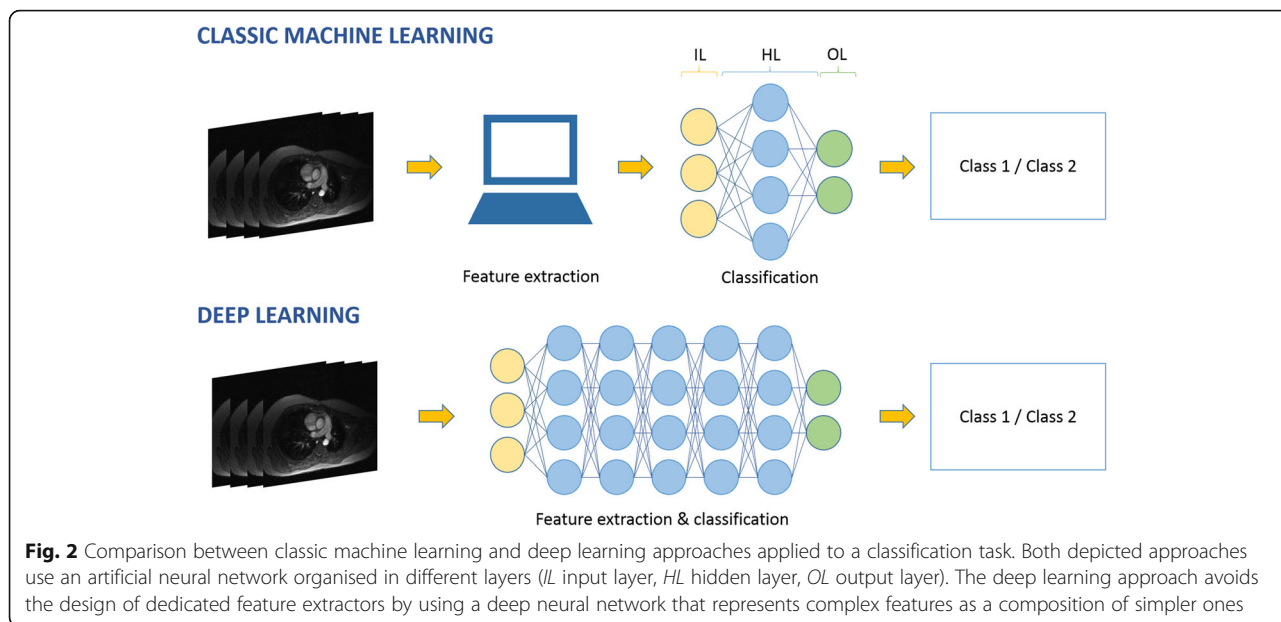 CLASSIC MACHINE LEARNING
IL
HL
OL
Class 1 / Class 2
Feature extraction
Classification
DEEP LEARNING
Class 1 / Class 2
Feature extraction & classification
Fig. 2 Comparison between classic machine learning and deep learning approaches applied to a classification task. Both depicted approaches
use an artificial neural network organised in different layers (IL input layer, HL hidden layer, OL output layer). The deep learning approach avoids
the design of dedicated feature extractors by using a deep neural network that represents complex features as a composition of simpler ones